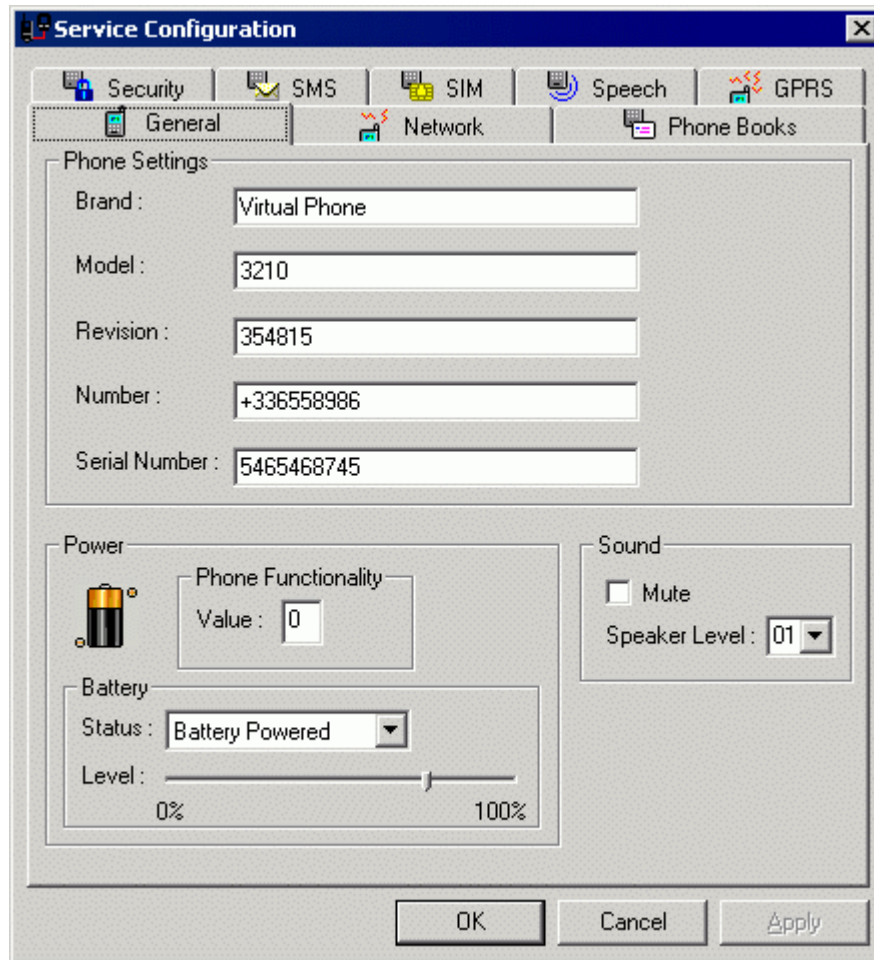 Service Configuration
Security SMS SIM Speech GPRS
General Network Phone Books
Phone Settings
Brand : Virtual Phone
Model : 3210
Revision : 354815
Number : +336558986
Serial Number : 5465468745
Power
Phone Functionality
Value : 0
Battery
Status : Battery Powered
Level :
0% 100%
Sound
Mute
Speaker Level : 01
OK Cancel Apply